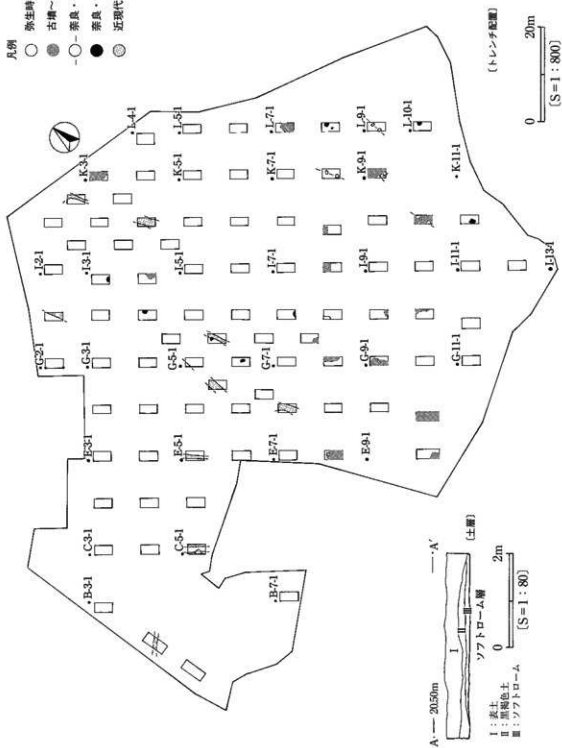 凡例
弥生時
古墳～
奈良・
奈良・
近現代
L-4-1
L-5-1
L-7-1
L-9-1
L-10-1
K-3-1
K-5-1
K-7-1
K-9-1
K-11-1
I-2-1
I-3-1
I-5-1
I-7-1
I-9-1
I-11-1
I-13-1
G-2-1
G-3-1
G-5-1
G-7-1
G-9-1
G-11-1
E-3-1
E-5-1
E-7-1
E-9-1
C-3-1
C-5-1
B-3-1
B-7-1
〔トレンチ配置〕
0 20m
〔S=1:800〕
〔土層〕
A・― 20.50m ―・A′
I
II
III
ソフトローム層
I：表土
II：黒褐色土
III：ソフトローム
0 2m
〔S=1:80〕